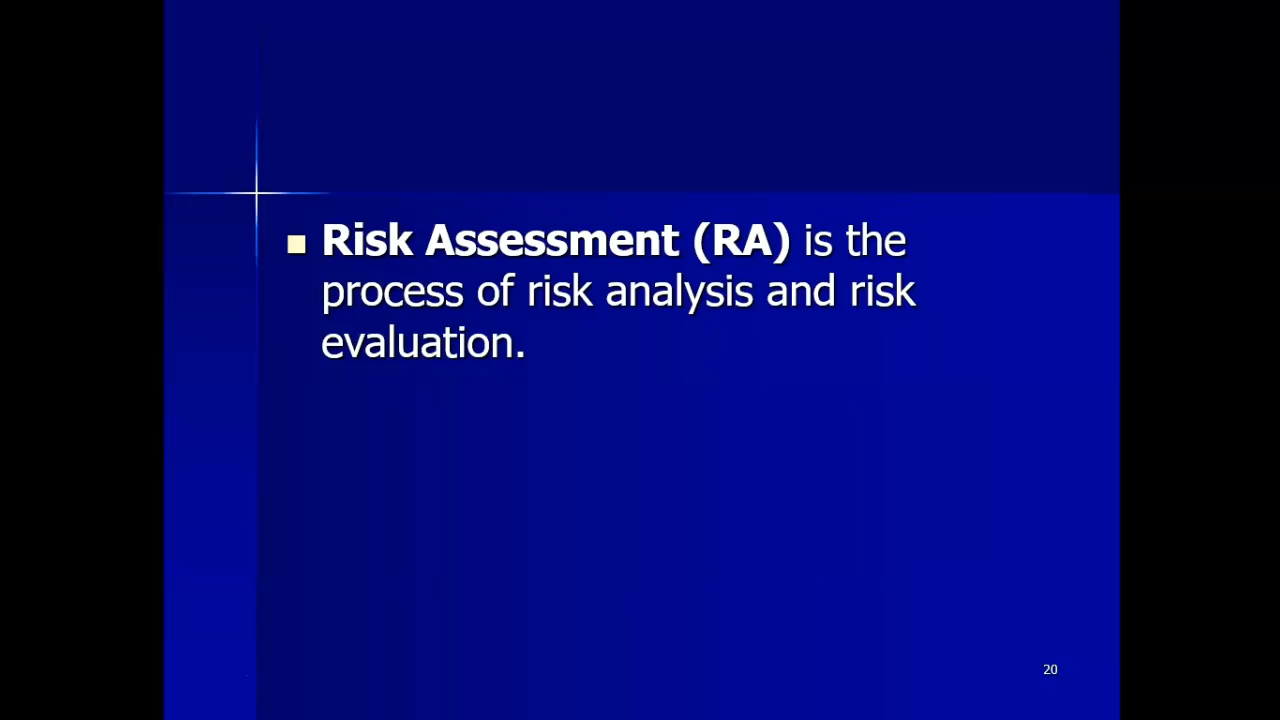 Risk Assessment (RA) is the
process of risk analysis and risk
evaluation.
20